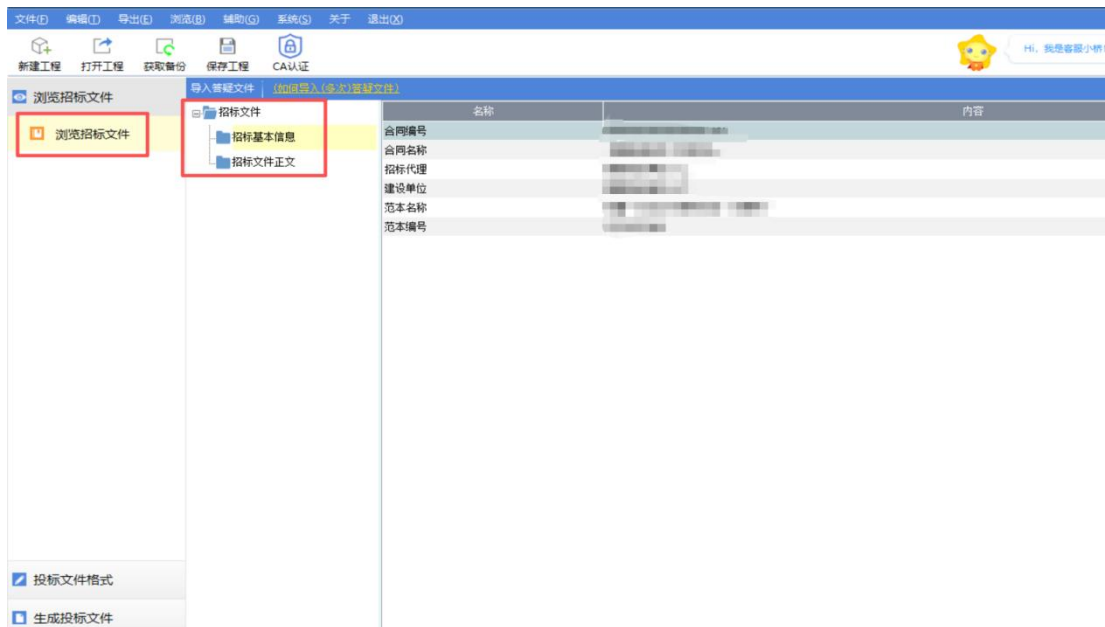 文件(F) 编辑(I) 导出(E) 浏览(B) 辅助(G) 系统(S) 关于 退出(X)
新建工程 打开工程 获取备份 保存工程 CA认证
Hi，我是客服小桥!
浏览招标文件
浏览招标文件
投标文件格式
生成投标文件
导入答疑文件 (如何导入(多次)答疑文件)
招标文件
招标基本信息
招标文件正文
名称 内容
合同编号
合同名称
招标代理
建设单位
范本名称
范本编号